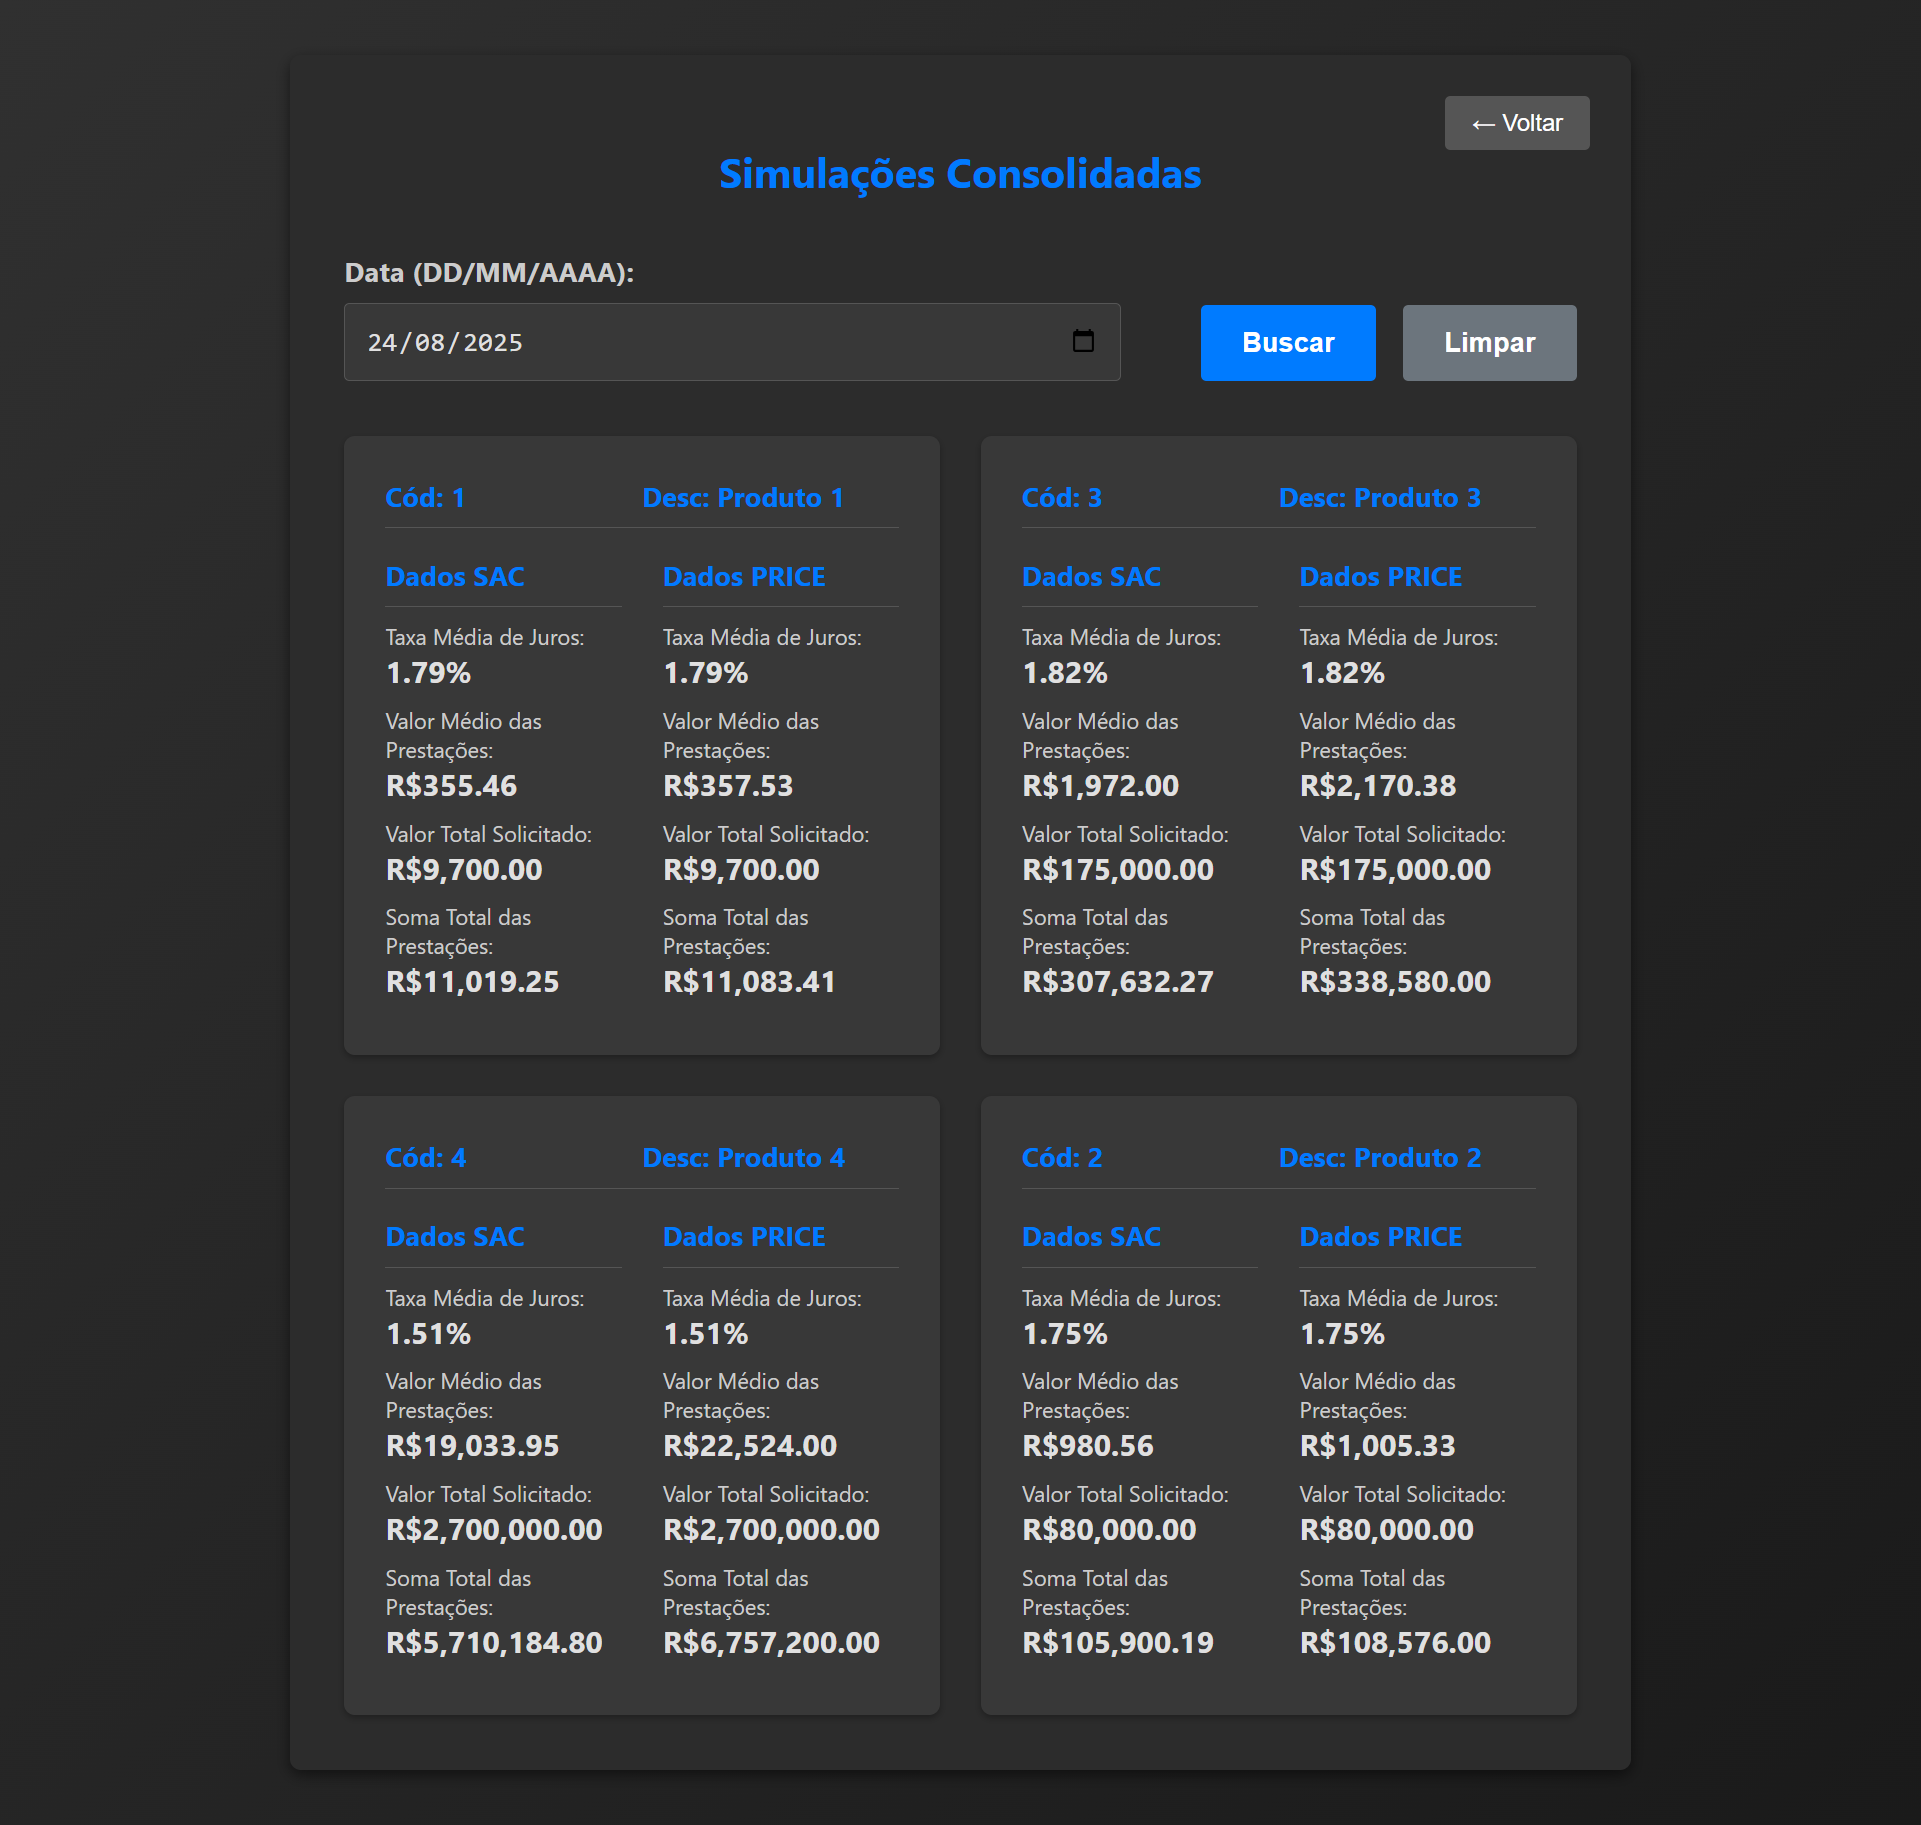 ← Voltar
Simulações Consolidadas
Data (DD/MM/AAAA):
24/08/2025
Buscar
Limpar
Cód: 1
Desc: Produto 1
Dados SAC
Taxa Média de Juros:
1.79%
Valor Médio das
Prestações:
R$355.46
Valor Total Solicitado:
R$9,700.00
Soma Total das
Prestações:
R$11,019.25
Dados PRICE
Taxa Média de Juros:
1.79%
Valor Médio das
Prestações:
R$357.53
Valor Total Solicitado:
R$9,700.00
Soma Total das
Prestações:
R$11,083.41
Cód: 3
Desc: Produto 3
Dados SAC
Taxa Média de Juros:
1.82%
Valor Médio das
Prestações:
R$1,972.00
Valor Total Solicitado:
R$175,000.00
Soma Total das
Prestações:
R$307,632.27
Dados PRICE
Taxa Média de Juros:
1.82%
Valor Médio das
Prestações:
R$2,170.38
Valor Total Solicitado:
R$175,000.00
Soma Total das
Prestações:
R$338,580.00
Cód: 4
Desc: Produto 4
Dados SAC
Taxa Média de Juros:
1.51%
Valor Médio das
Prestações:
R$19,033.95
Valor Total Solicitado:
R$2,700,000.00
Soma Total das
Prestações:
R$5,710,184.80
Dados PRICE
Taxa Média de Juros:
1.51%
Valor Médio das
Prestações:
R$22,524.00
Valor Total Solicitado:
R$2,700,000.00
Soma Total das
Prestações:
R$6,757,200.00
Cód: 2
Desc: Produto 2
Dados SAC
Taxa Média de Juros:
1.75%
Valor Médio das
Prestações:
R$980.56
Valor Total Solicitado:
R$80,000.00
Soma Total das
Prestações:
R$105,900.19
Dados PRICE
Taxa Média de Juros:
1.75%
Valor Médio das
Prestações:
R$1,005.33
Valor Total Solicitado:
R$80,000.00
Soma Total das
Prestações:
R$108,576.00